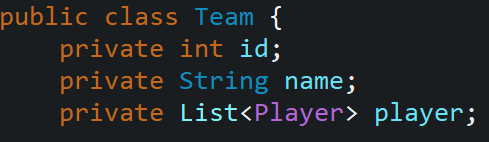 public class Team {
    private int id;
    private String name;
    private List<Player> player;